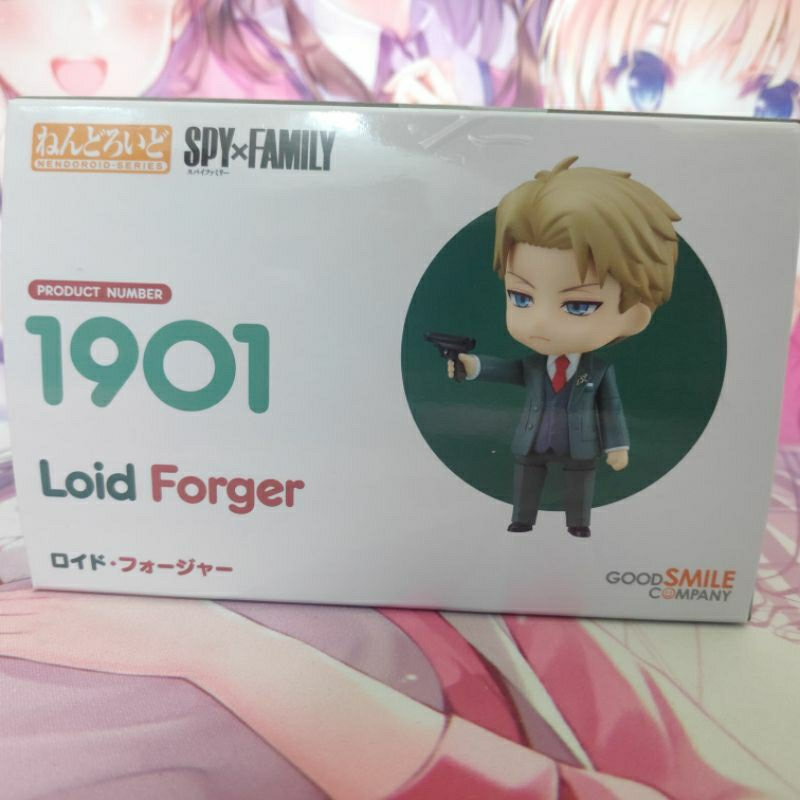 ねんどろいど
NENDOROID-SERIES
SPY×FAMILY
スパイファミリー
PRODUCT NUMBER
1901
Loid Forger
ロイド・フォージャー
GOOD SMILE
COMPANY